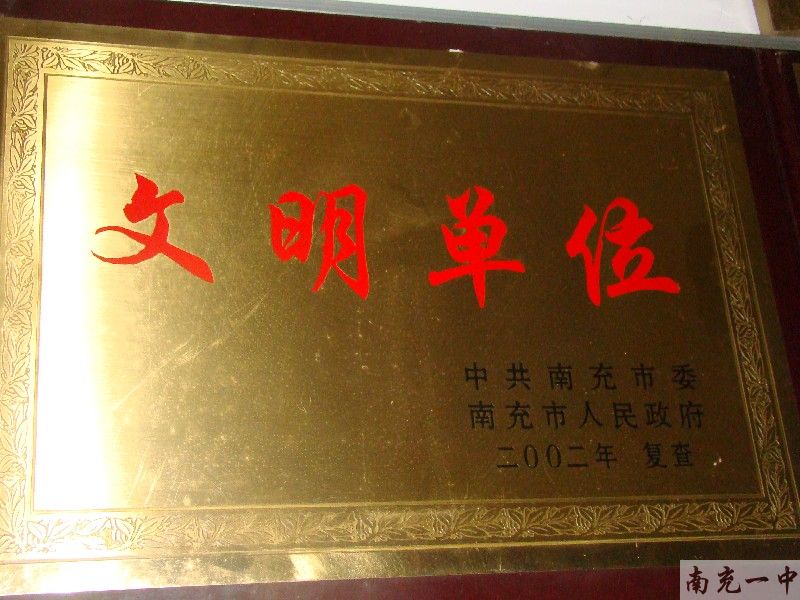 文明单位
中共南充市委
南充市人民政府
二00二年 复查
南充一中